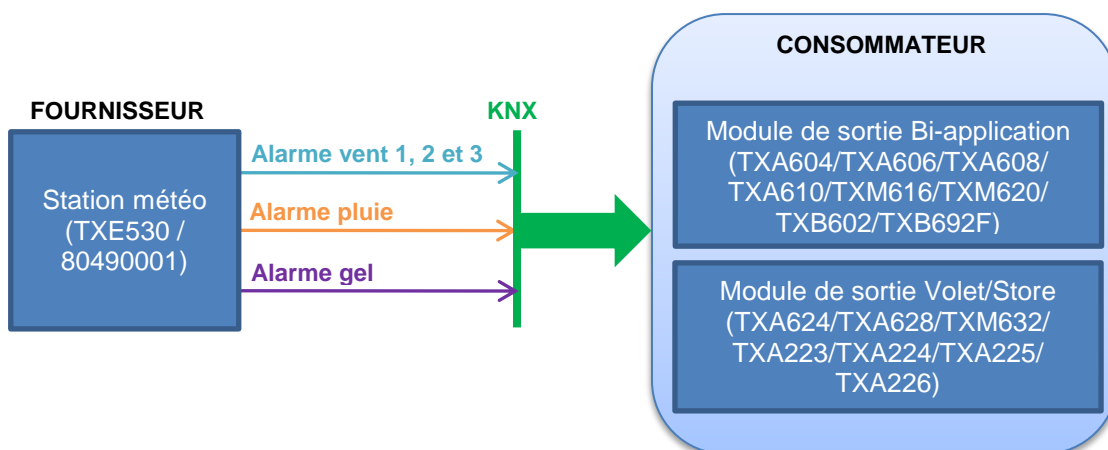 FOURNISSEUR
Station météo
(TXE530 /
80490001)
Alarme vent 1, 2 et 3
Alarme pluie
Alarme gel
KNX
CONSOMMATEUR
Module de sortie Bi-application
(TXA604/TXA606/TXA608/
TXA610/TXM616/TXM620/
TXB602/TXB692F)
Module de sortie Volet/Store
(TXA624/TXA628/TXM632/
TXA223/TXA224/TXA225/
TXA226)